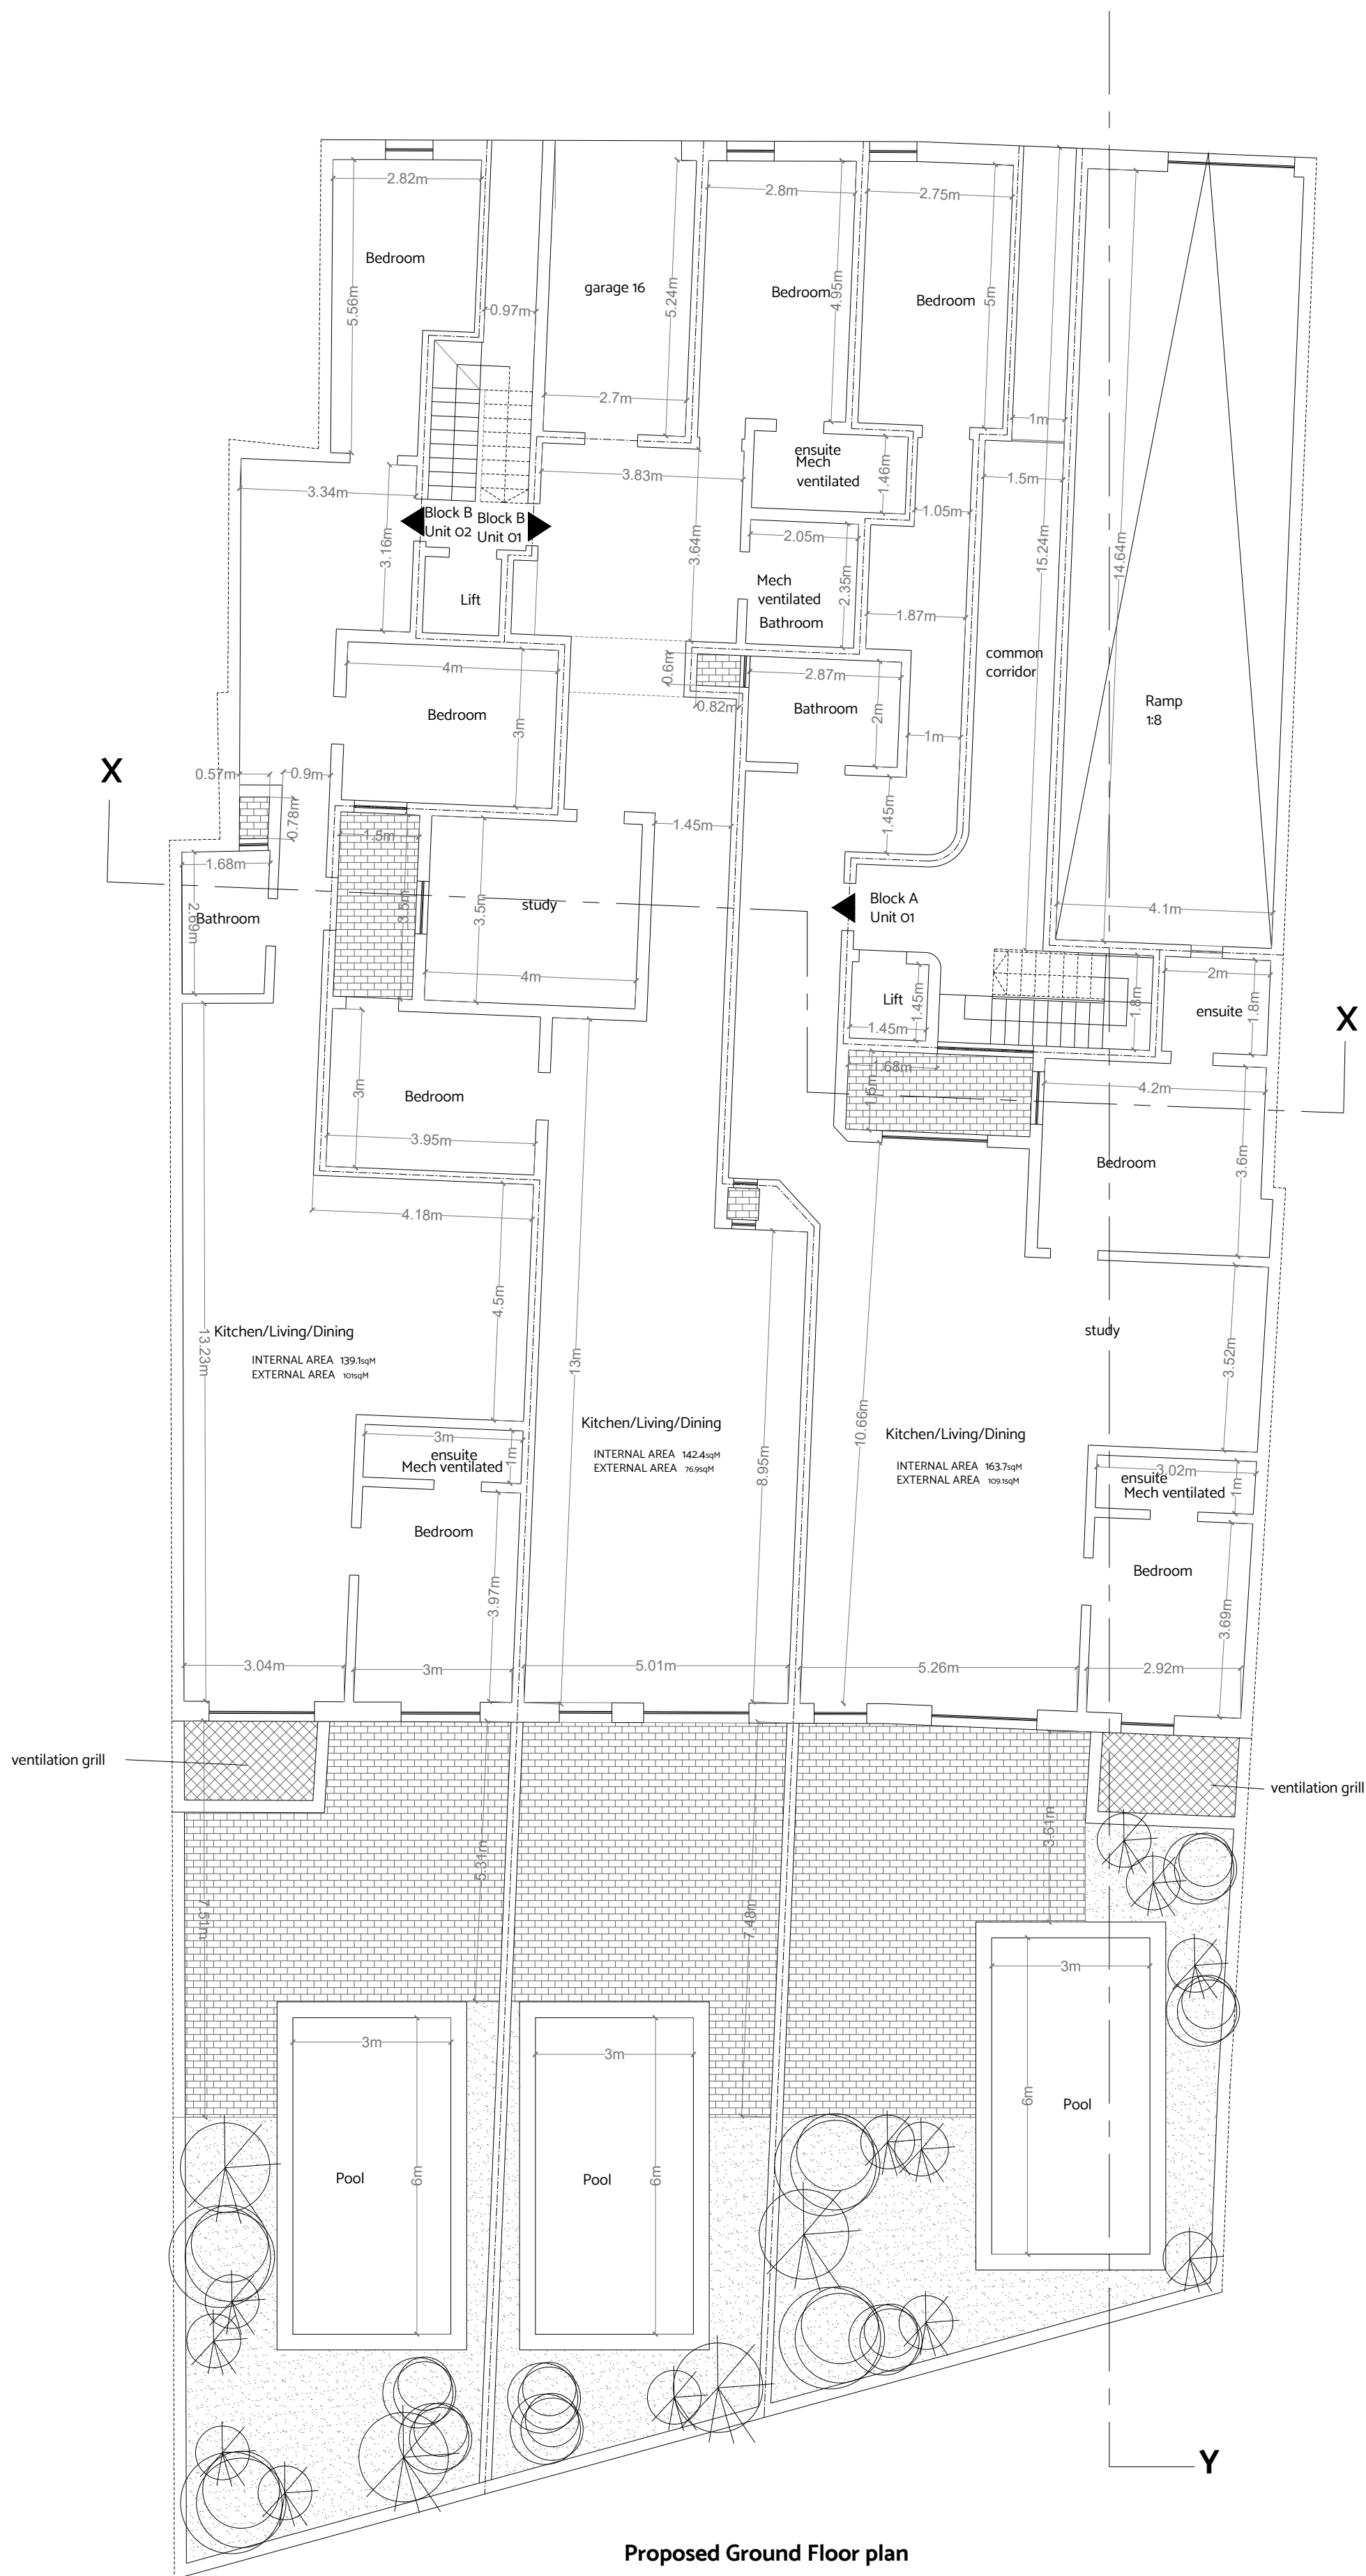 2.82m
2.8m
2.75m
Bedroom
5.56m
0.97m
garage 16
5.24m
Bedroom
4.95m
Bedroom
5m
2.7m
1m
ensuite
Mech
ventilated
1.46m
3.34m
3.83m
1.5m
Block B
Unit 02
Block B
Unit 01
1.05m
3.16m
3.64m
2.05m
2.35m
15.24m
14.64m
Lift
Mech
ventilated
Bathroom
1.87m
common
corridor
4m
0.6m
2.87m
Bedroom
3m
0.82m
Bathroom
2m
1m
Ramp
1:8
X
0.57m
0.9m
0.78m
1.5m
1.45m
1.45m
1.68m
Bathroom
2.69m
3.5m
3.5m
study
Block A
Unit 01
4.1m
4m
2m
Lift
1.45m
1.45m
1.8m
ensuite
1.8m
X
3m
Bedroom
3.95m
1.68m
1.5m
4.2m
Bedroom
3.6m
4.18m
4.5m
Kitchen/Living/Dining
INTERNAL AREA 139.1sqM
EXTERNAL AREA 101sqM
13.23m
13m
study
3.52m
Kitchen/Living/Dining
INTERNAL AREA 142.4sqM
EXTERNAL AREA 76.9sqM
8.95m
10.66m
Kitchen/Living/Dining
INTERNAL AREA 163.7sqM
EXTERNAL AREA 109.1sqM
3m
ensuite
Mech ventilated
1m
3.02m
ensuite
Mech ventilated
1m
Bedroom
3.97m
Bedroom
3.69m
3.04m
3m
5.01m
5.26m
2.92m
ventilation grill
ventilation grill
5.31m
3.61m
7.51m
7.48m
3m
3m
3m
6m
6m
6m
Pool
Pool
Pool
Y
Proposed Ground Floor plan